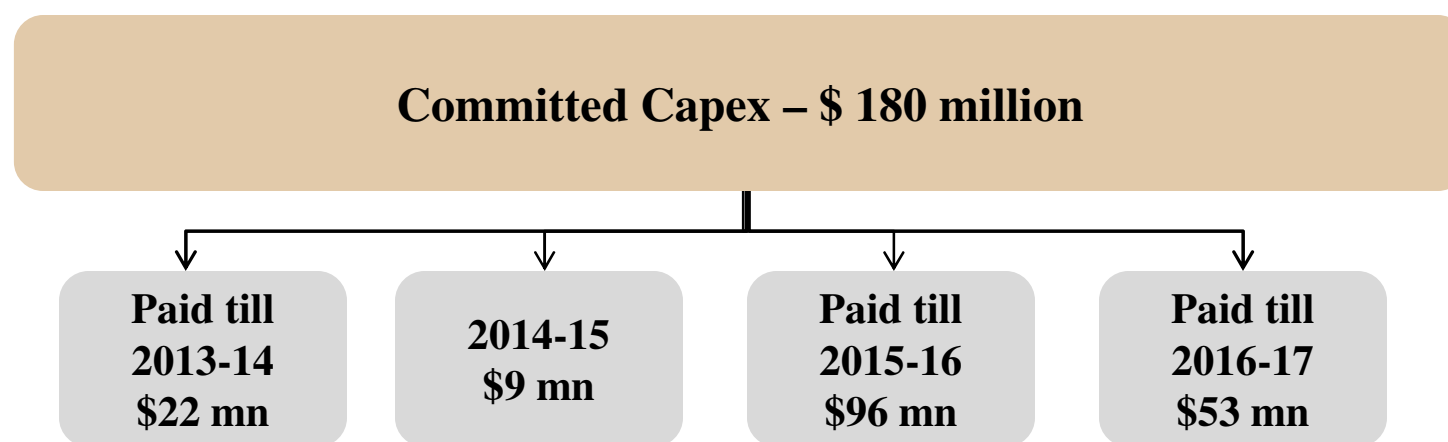 Committed Capex – $ 180 million
Paid till
2013-14
$22 mn
2014-15
$9 mn
Paid till
2015-16
$96 mn
Paid till
2016-17
$53 mn